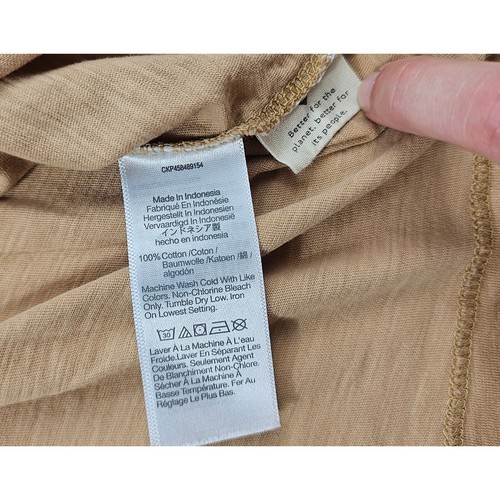 CKP458489154
Made In Indonesia
Fabriqué En Indonésie
Hergestellt In Indonesien
Vervaardigd In Indonesië
インドネシア製
hecho en indonesia
100% Cotton /Coton /
Baumwolle /Katoen /綿 /
algodón
Machine Wash Cold With Like
Colors. Non-Chlorine Bleach
Only. Tumble Dry Low. Iron
On Lowest Setting.
30
Laver À La Machine À L'eau
Froide.Laver En Séparant Les
Couleurs. Seulement Agent
De Blanchiment Non-Chloré.
Basse Température. Fer Au
Réglage Le Plus Bas.
Better for the
planet, better for
its people.